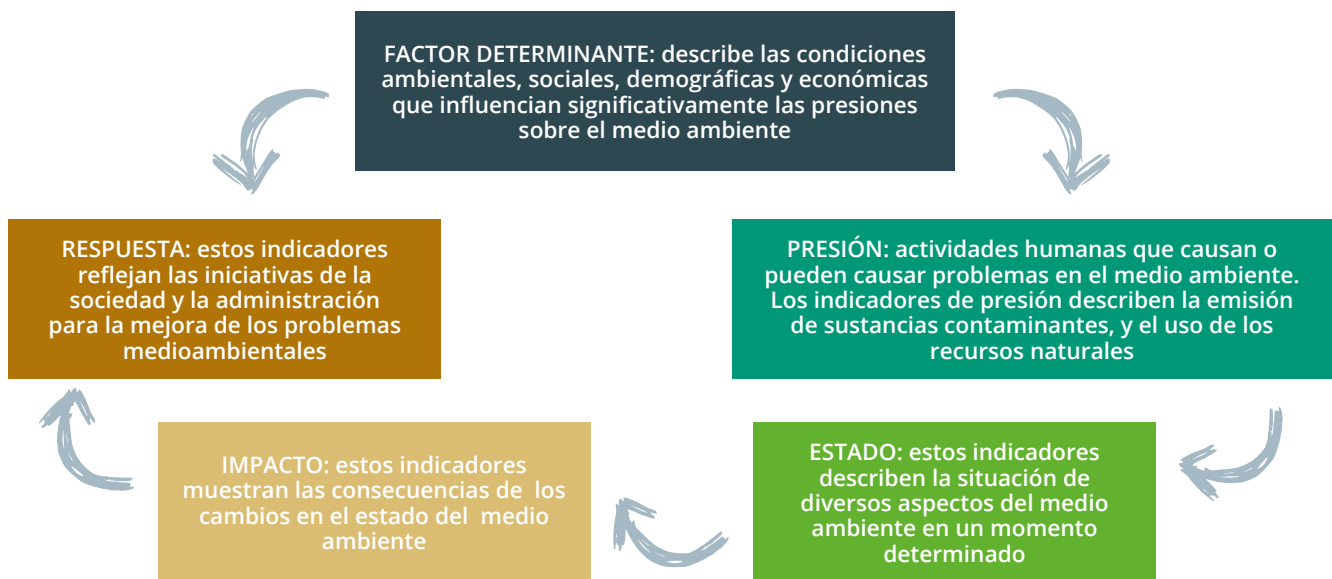 FACTOR DETERMINANTE: describe las condiciones
ambientales, sociales, demográficas y económicas
que influencian significativamente las presiones
sobre el medio ambiente
RESPUESTA: estos indicadores
reflejan las iniciativas de la
sociedad y la administración
para la mejora de los problemas
medioambientales
PRESIÓN: actividades humanas que causan o
pueden causar problemas en el medio ambiente.
Los indicadores de presión describen la emisión
de sustancias contaminantes, y el uso de los
recursos naturales
IMPACTO: estos indicadores
muestran las consecuencias de los
cambios en el estado del medio
ambiente
ESTADO: estos indicadores
describen la situación de
diversos aspectos del medio
ambiente en un momento
determinado